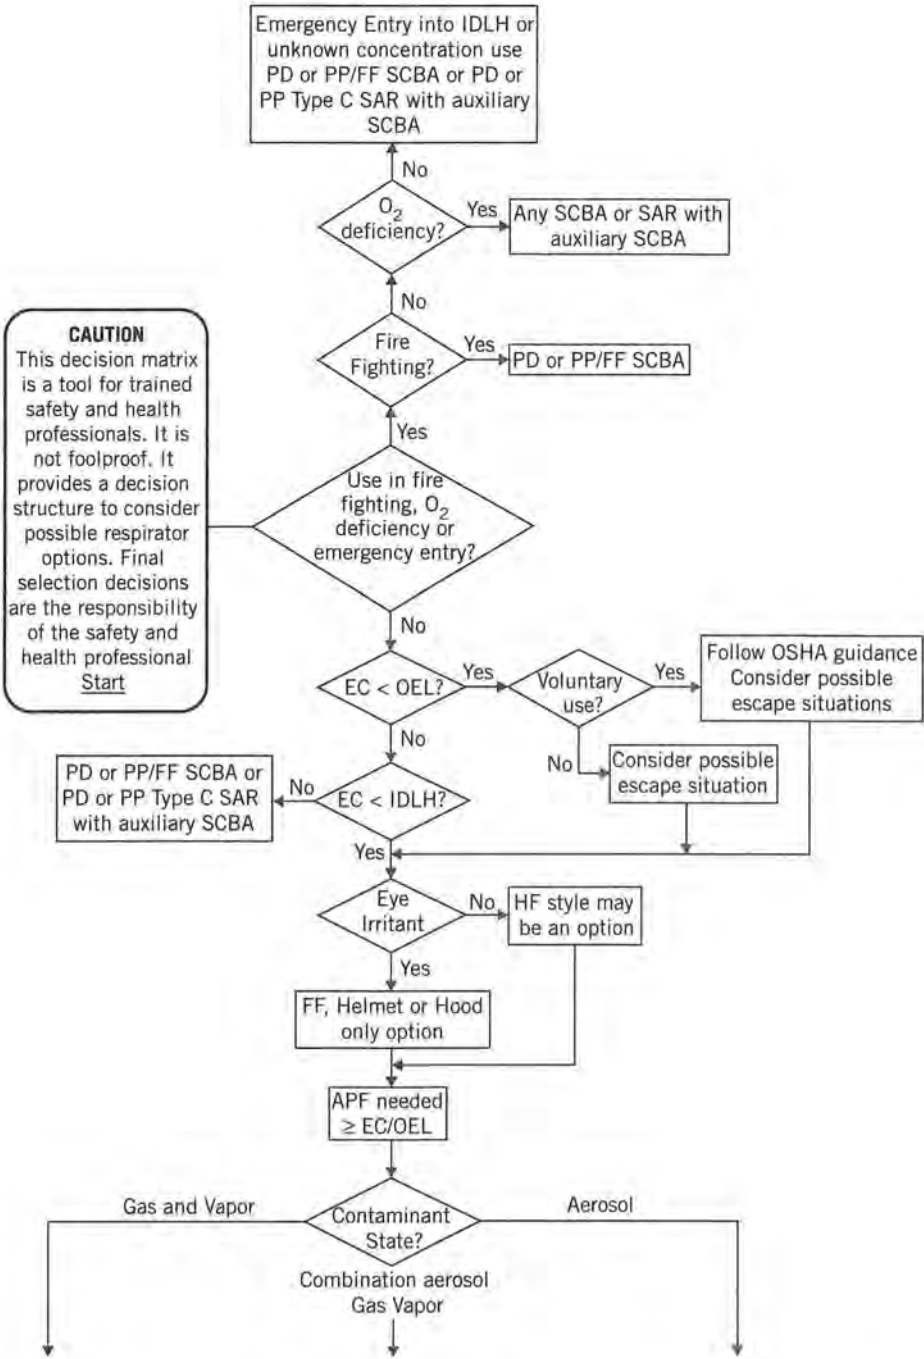 Emergency Entry into IDLH or
unknown concentration use
PD or PP/FF SCBA or PD or
PP Type C SAR with auxiliary
SCBA
No
O2
deficiency?
Yes
Any SCBA or SAR with
auxiliary SCBA
No
Fire
Fighting?
Yes
PD or PP/FF SCBA
Yes
CAUTION
This decision matrix
is a tool for trained
safety and health
professionals. It is
not foolproof. It
provides a decision
structure to consider
possible respirator
options. Final
selection decisions
are the responsibility
of the safety and
health professional
Start
Use in fire
fighting, O2
deficiency or
emergency entry?
No
EC < OEL?
Yes
Voluntary
use?
Yes
Follow OSHA guidance
Consider possible
escape situations
No
No
Consider possible
escape situation
PD or PP/FF SCBA or
PD or PP Type C SAR
with auxiliary SCBA
No
EC < IDLH?
Yes
Eye
Irritant
No
HF style may
be an option
Yes
FF, Helmet or Hood
only option
APF needed
≥ EC/OEL
Gas and Vapor
Contaminant
State?
Aerosol
Combination aerosol
Gas Vapor